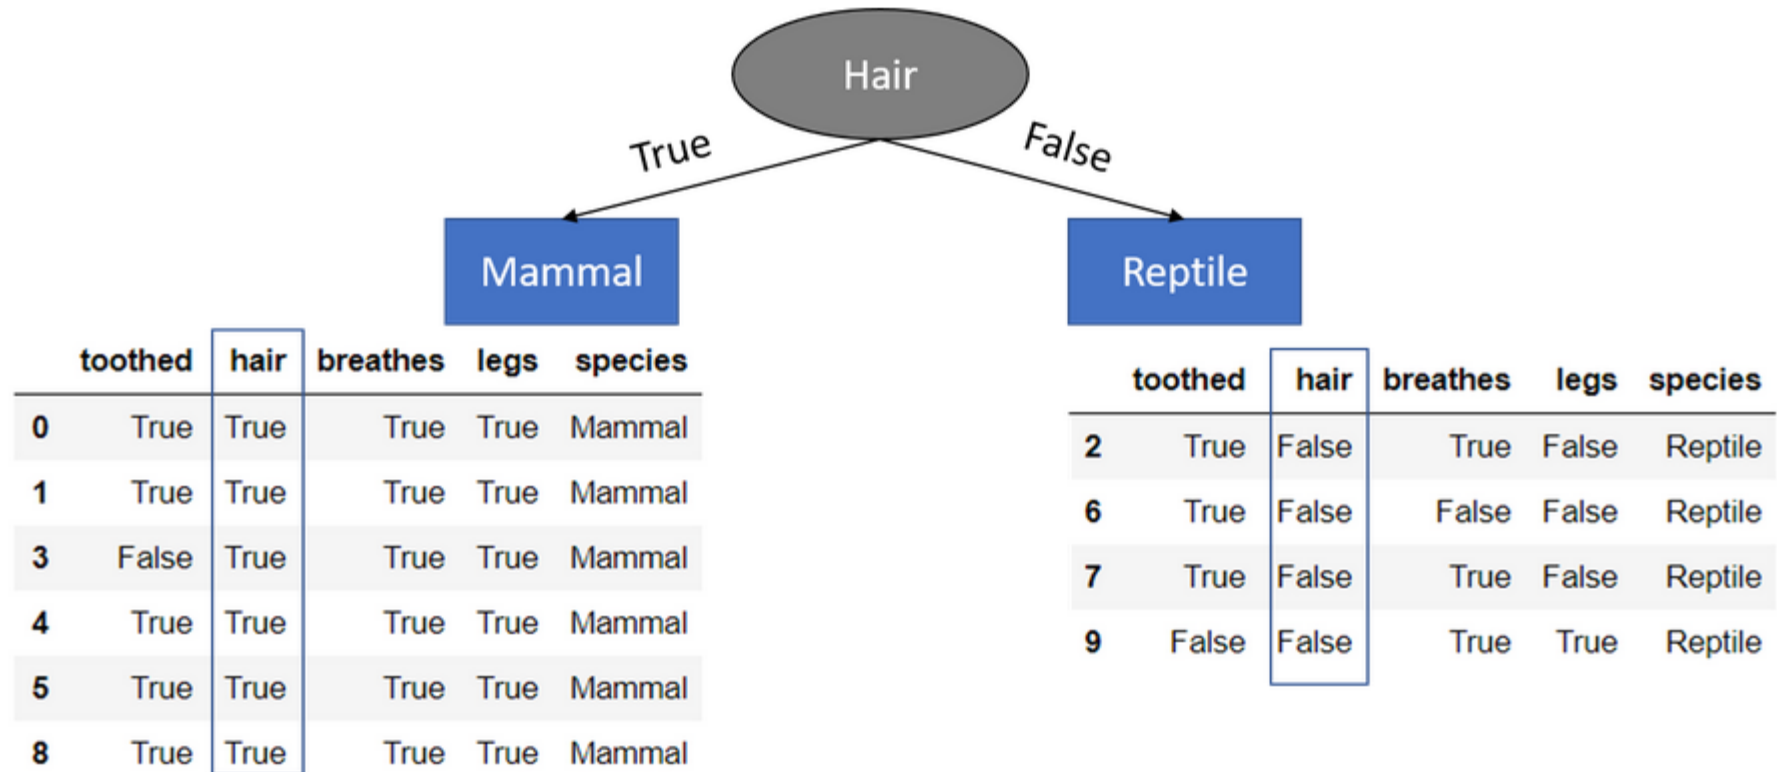 Hair
True
False
Mammal
Reptile
toothed hair breathes legs species
0 True True True True Mammal
1 True True True True Mammal
3 False True True True Mammal
4 True True True True Mammal
5 True True True True Mammal
8 True True True True Mammal
toothed hair breathes legs species
2 True False True False Reptile
6 True False False False Reptile
7 True False True False Reptile
9 False False True True Reptile